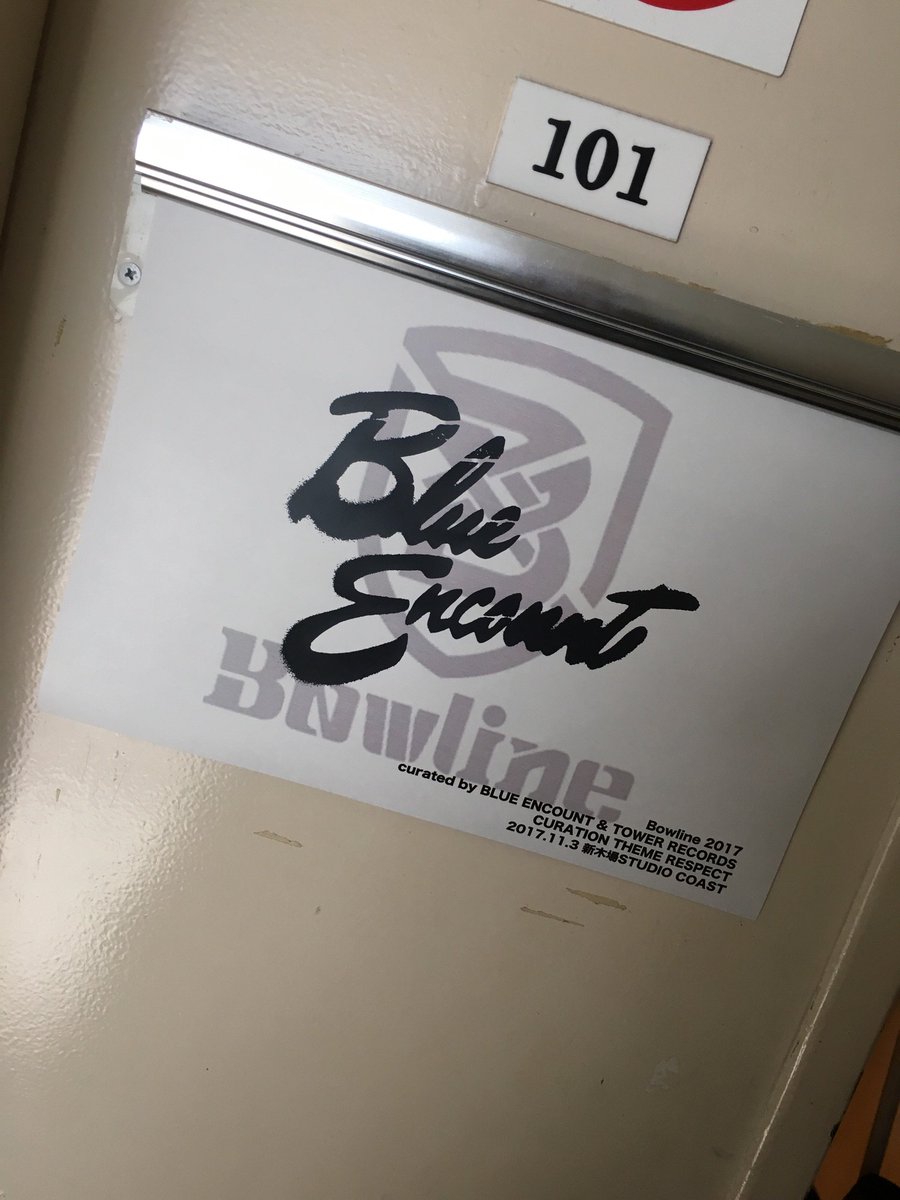 101
Blue
Encount
Bowline
Bowline 2017
curated by BLUE ENCOUNT & TOWER RECORDS
CURATION THEME RESPECT
2017.11.3 新木場STUDIO COAST